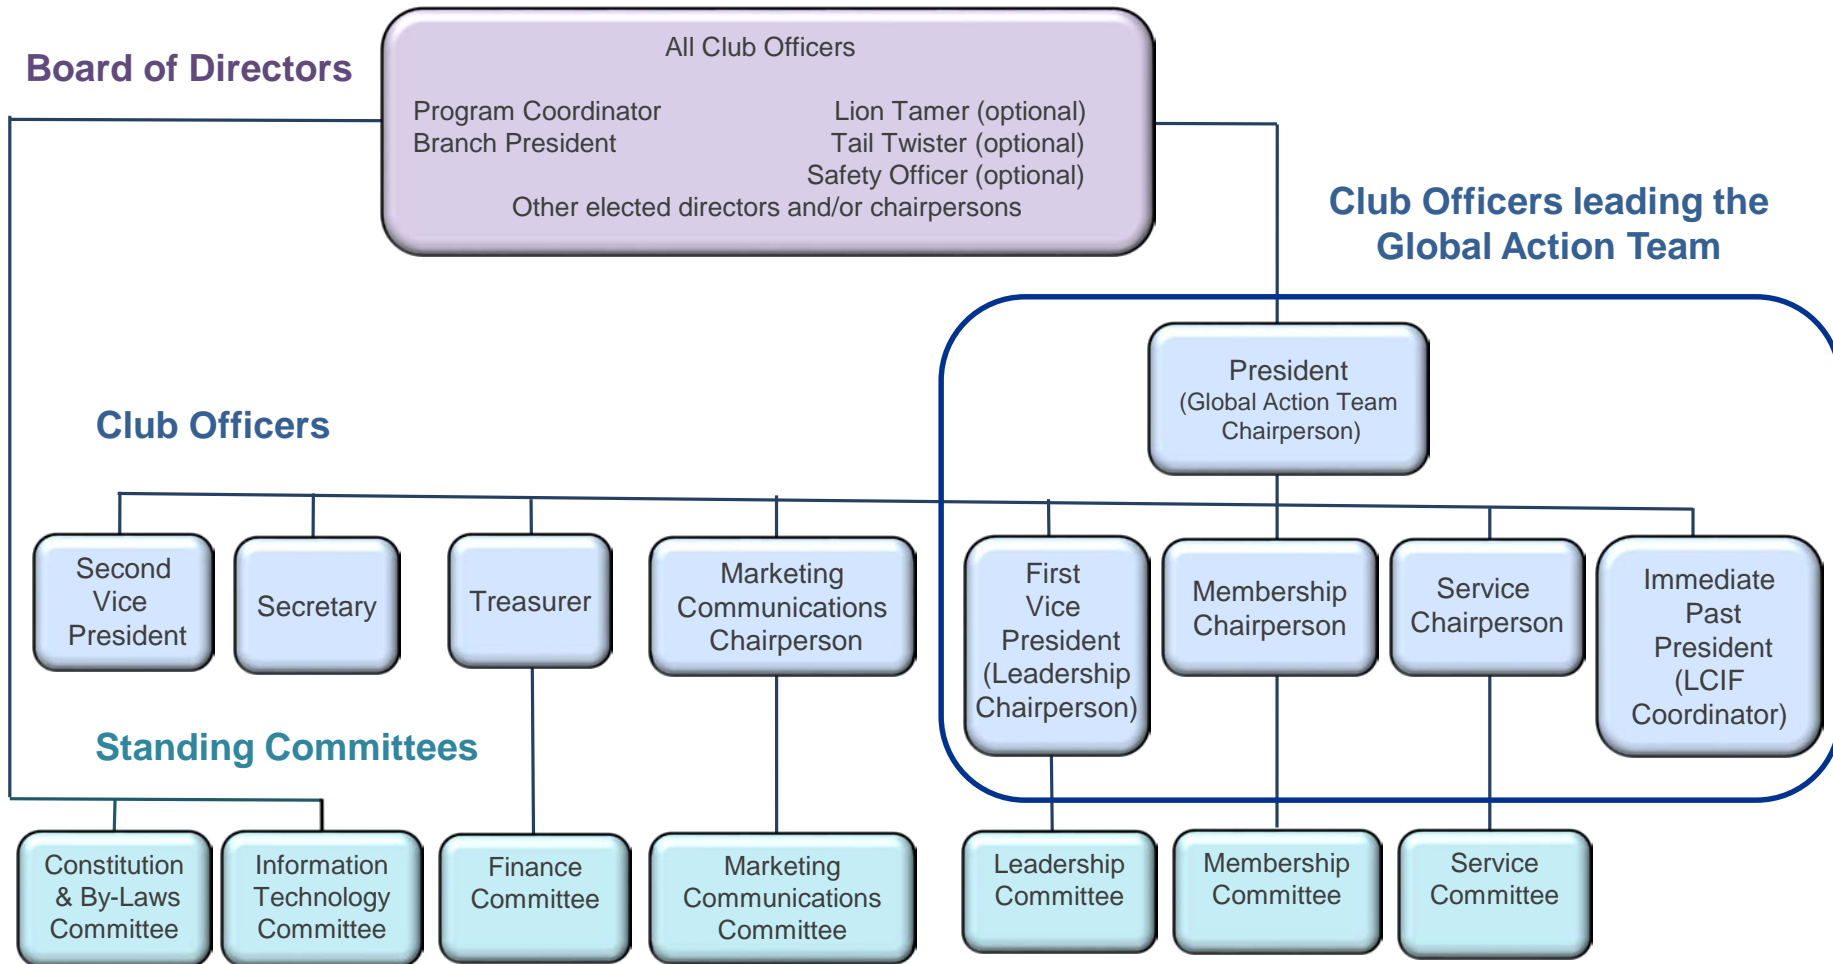 Board of Directors
All Club Officers
Program Coordinator
Lion Tamer (optional)
Branch President
Tail Twister (optional)
Safety Officer (optional)
Other elected directors and/or chairpersons
Club Officers leading the
Global Action Team
President
(Global Action Team
Chairperson)
Club Officers
Second
Vice
President
Secretary
Treasurer
Marketing
Communications
Chairperson
First
Vice
President
(Leadership
Chairperson)
Membership
Chairperson
Service
Chairperson
Immediate
Past
President
(LCIF
Coordinator)
Standing Committees
Constitution
& By-Laws
Committee
Information
Technology
Committee
Finance
Committee
Marketing
Communications
Committee
Leadership
Committee
Membership
Committee
Service
Committee